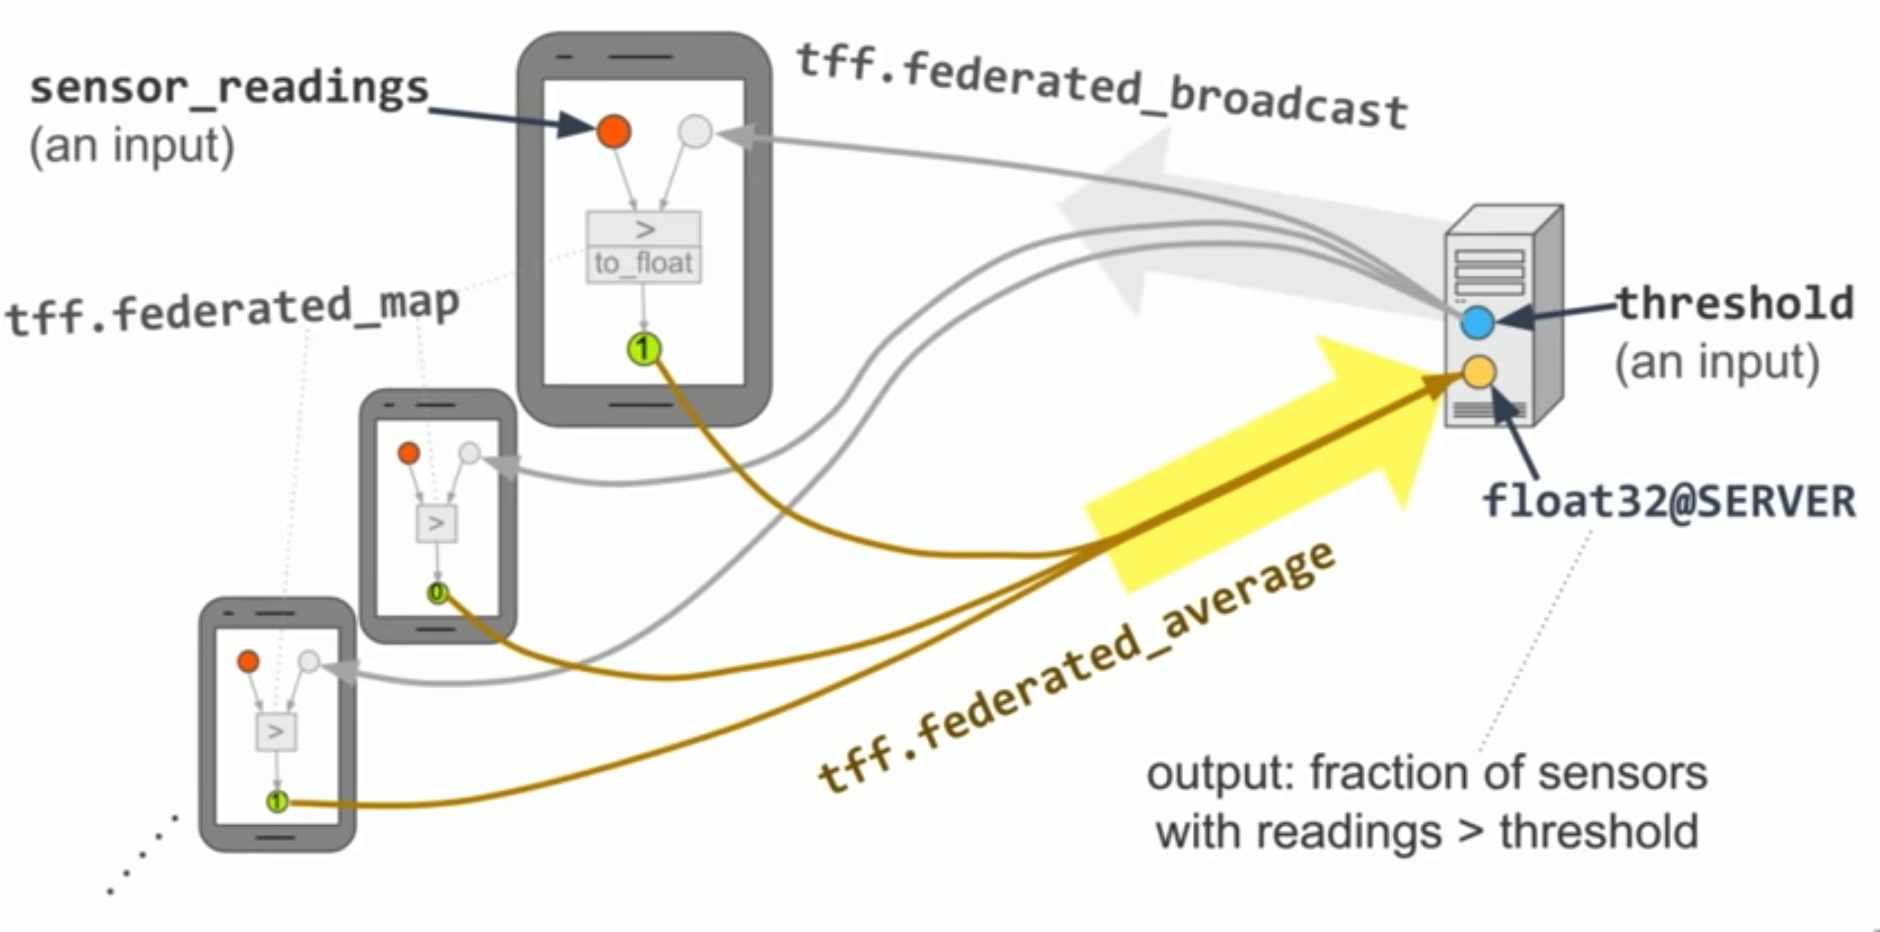 sensor_readings
(an input)
tff.federated_broadcast
>
to_float
tff.federated_map
1
threshold
(an input)
>
0
float32@SERVER
>
1
tff.federated_average
output: fraction of sensors
with readings > threshold